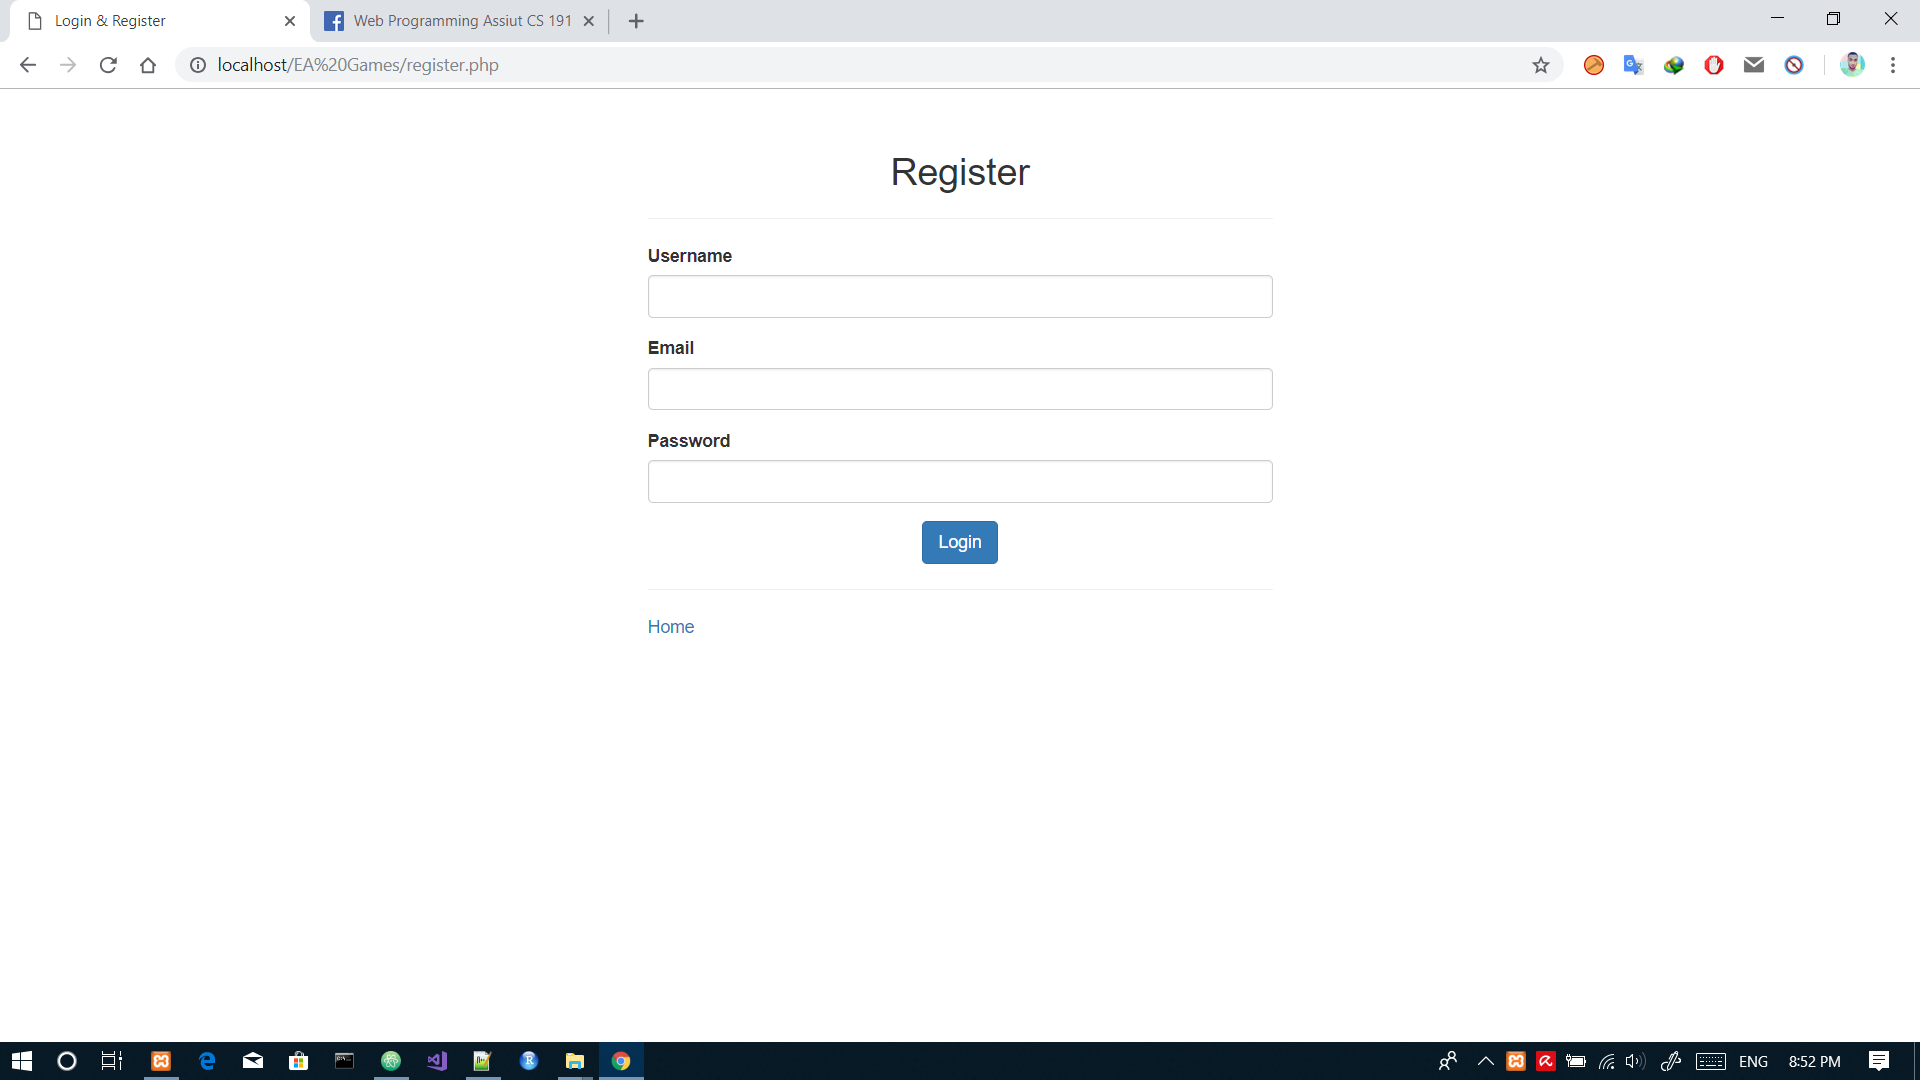 Login & Register
Web Programming Assiut CS 191
localhost/EA%20Games/register.php
Register
Username
Email
Password
Login
Home
ENG
8:52 PM